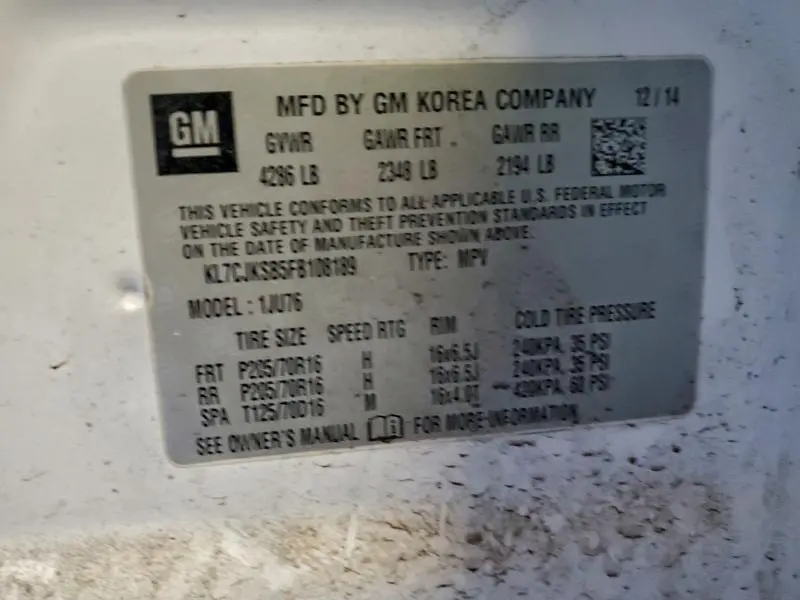 GM MFD BY GM KOREA COMPANY 12 / 14
GVWR GAWR FRT GAWR RR
4286 LB 2348 LB 2194 LB
THIS VEHICLE CONFORMS TO ALL APPLICABLE U.S. FEDERAL MOTOR
VEHICLE SAFETY AND THEFT PREVENTION STANDARDS IN EFFECT
ON THE DATE OF MANUFACTURE SHOWN ABOVE.
KL7CJKSB5FB108189 TYPE: MPV
MODEL : 1JU76
TIRE SIZE SPEED RTG RIM COLD TIRE PRESSURE
FRT P205/70R16 H 16x6.5J 240KPA, 35 PSI
RR P205/70R16 H 16x6.5J 240KPA, 35 PSI
SPA T125/70D16 M 16x4.0T 420KPA, 60 PSI
SEE OWNER'S MANUAL FOR MORE INFORMATION